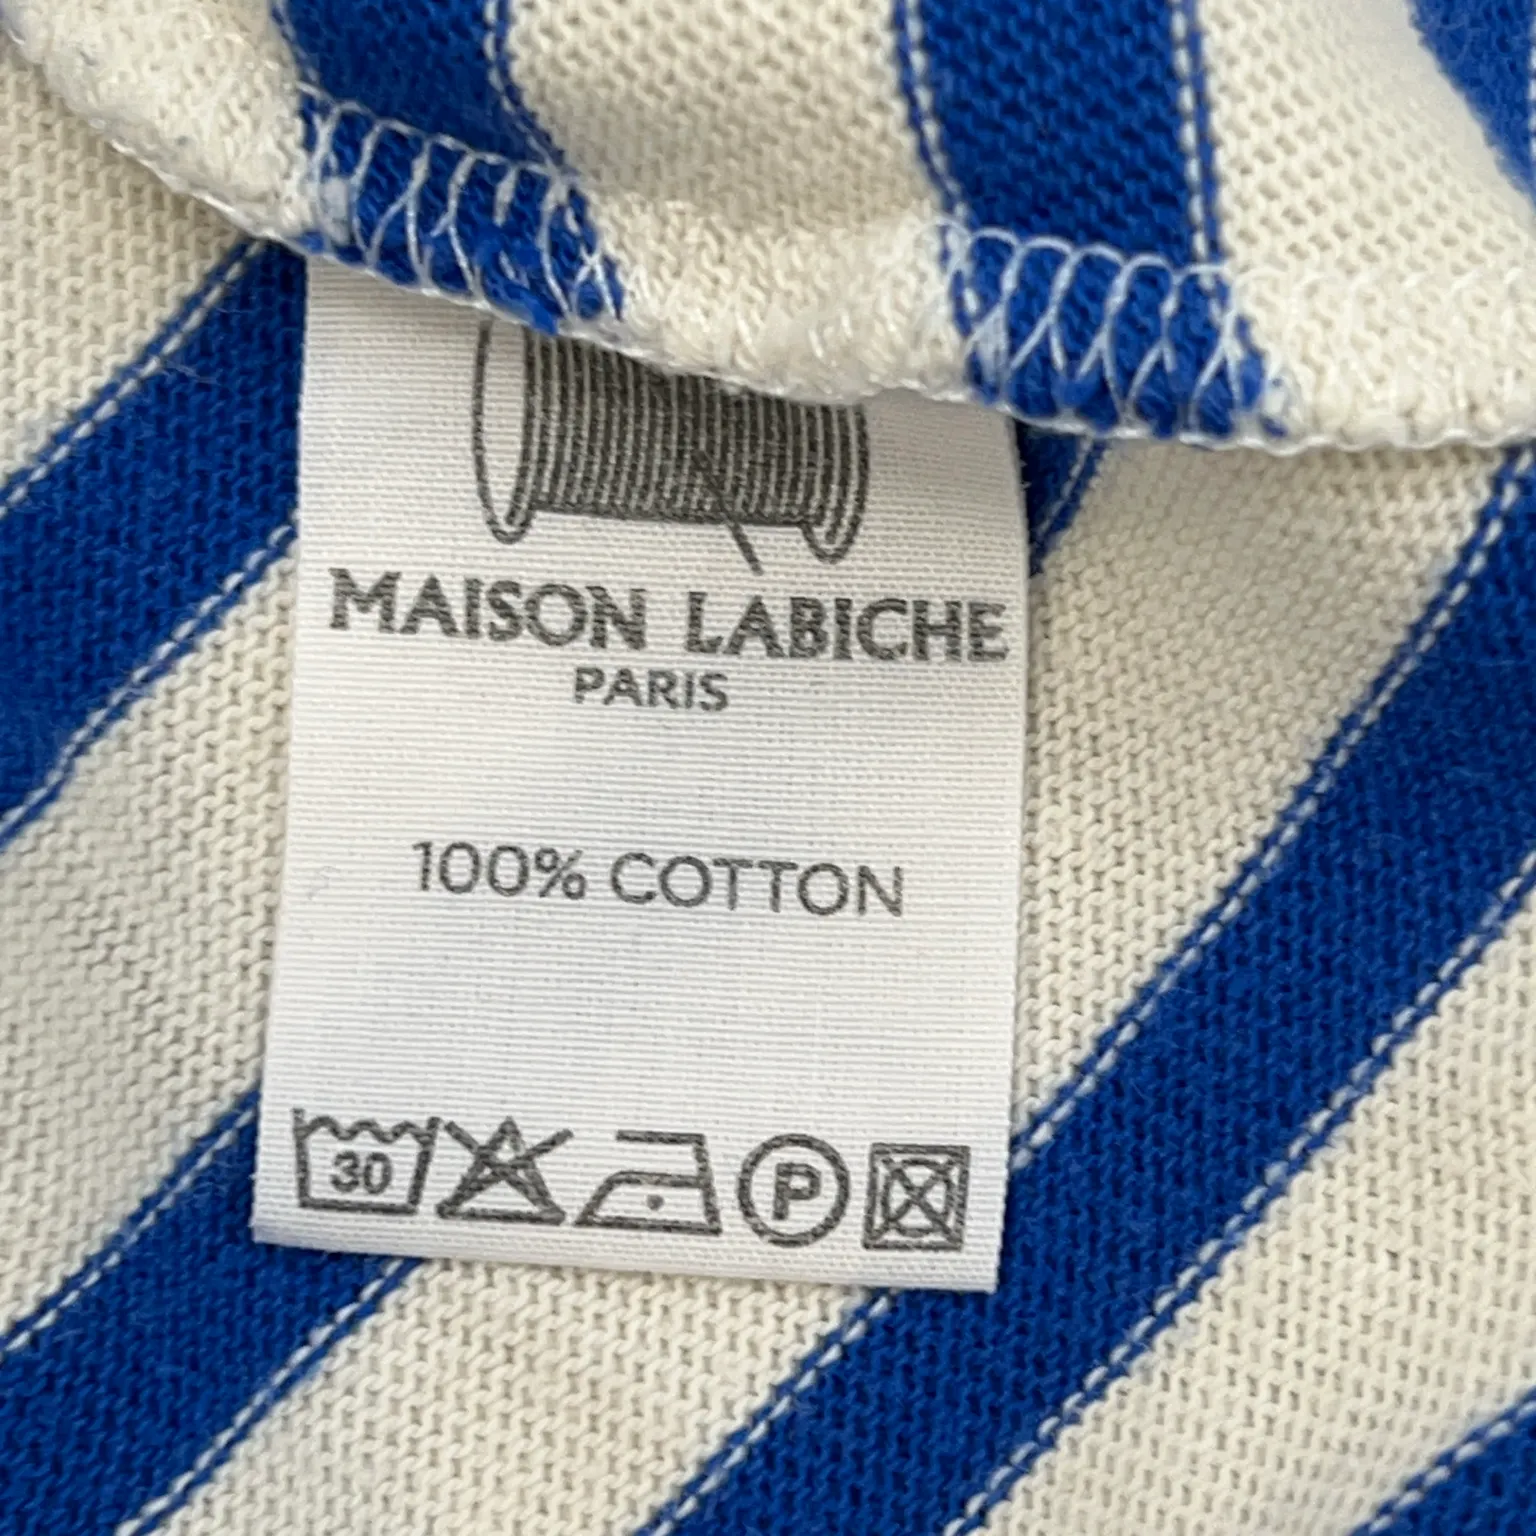 MAISON LABICHE
PARIS
100% COTTON
30 P